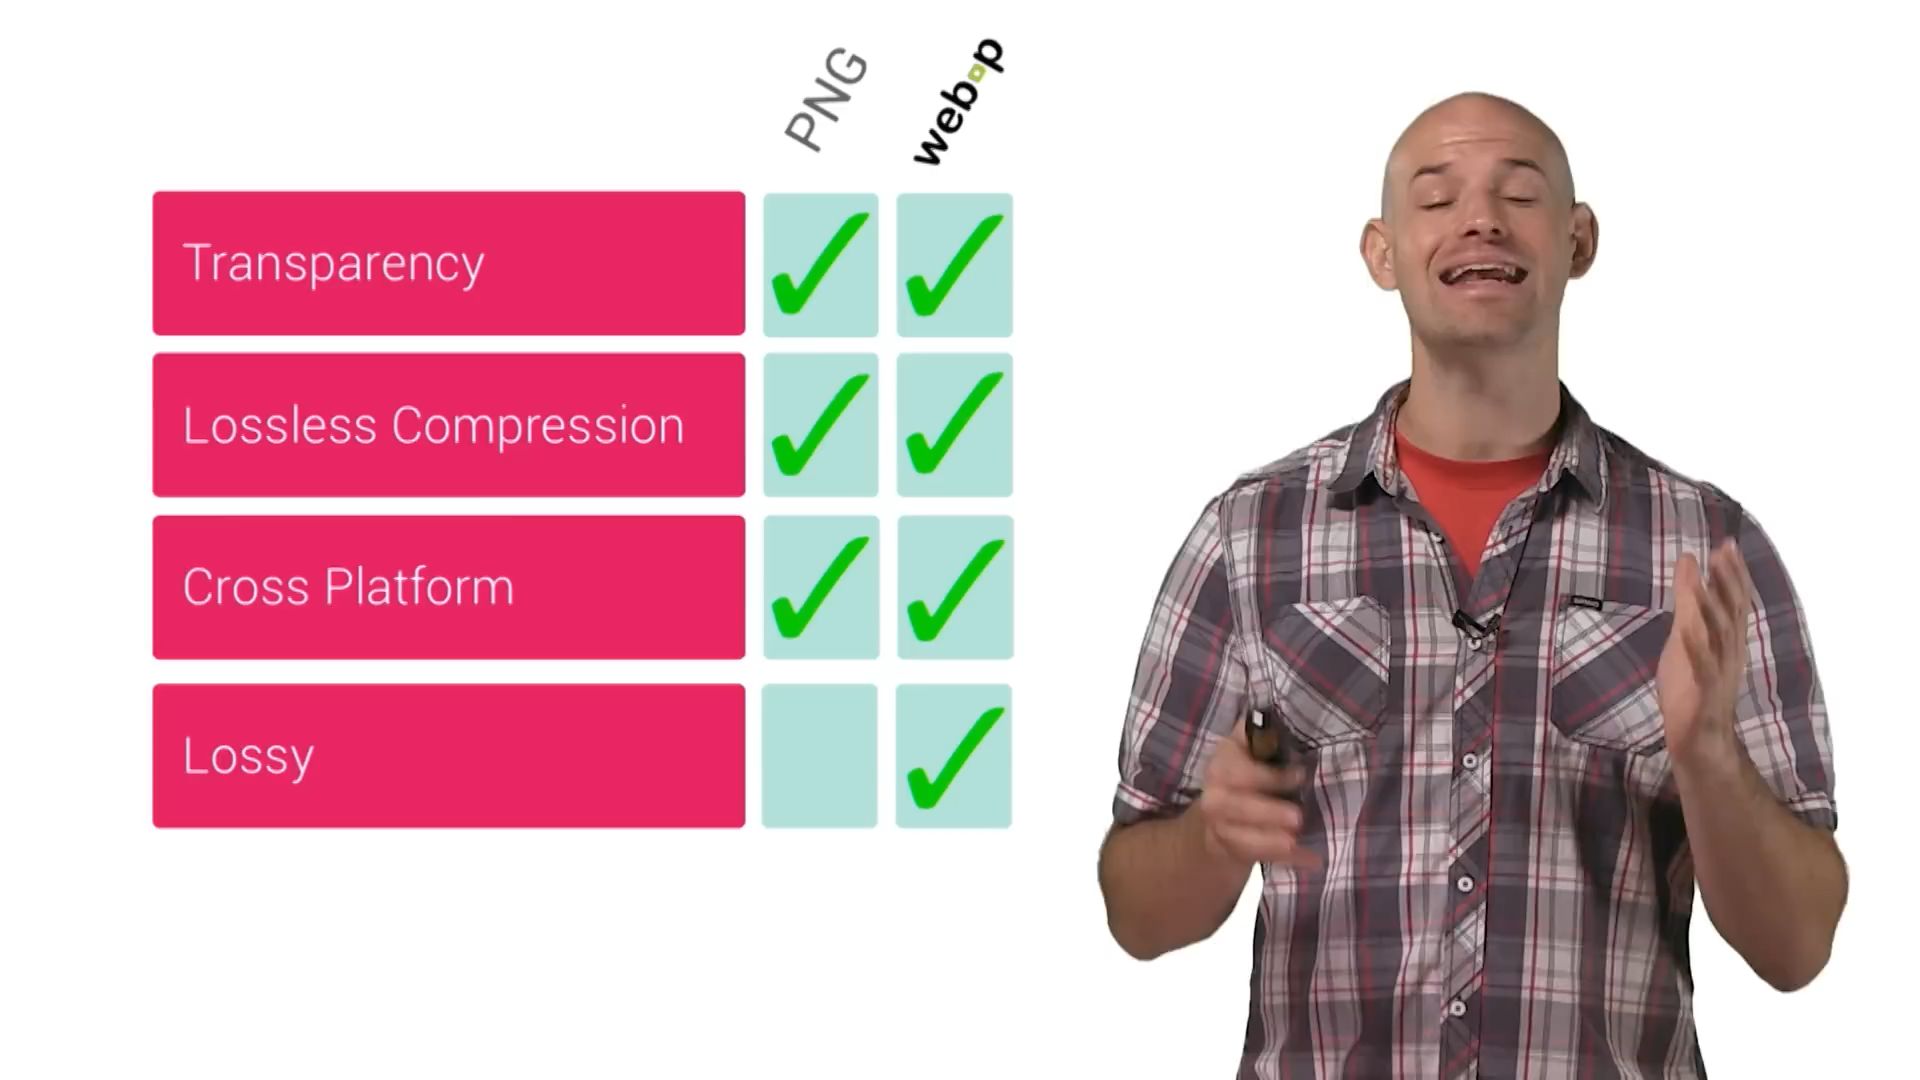 PNG
webp
Transparency
Lossless Compression
Cross Platform
Lossy